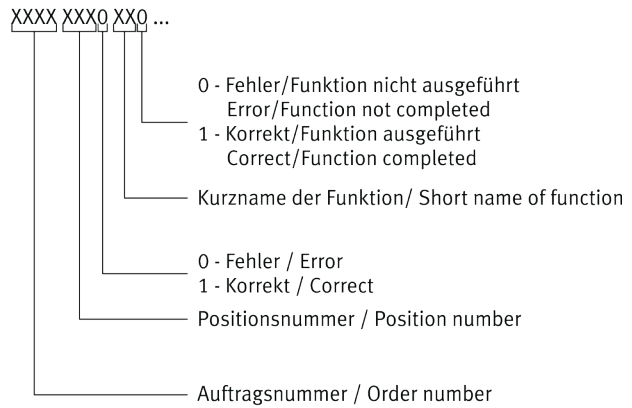 XXXX XXX0 XX0 ...
0 - Fehler/Funktion nicht ausgeführt
Error/Function not completed
1 - Korrekt/Funktion ausgeführt
Correct/Function completed
Kurzname der Funktion/ Short name of function
0 - Fehler / Error
1 - Korrekt / Correct
Positionsnummer / Position number
Auftragsnummer / Order number